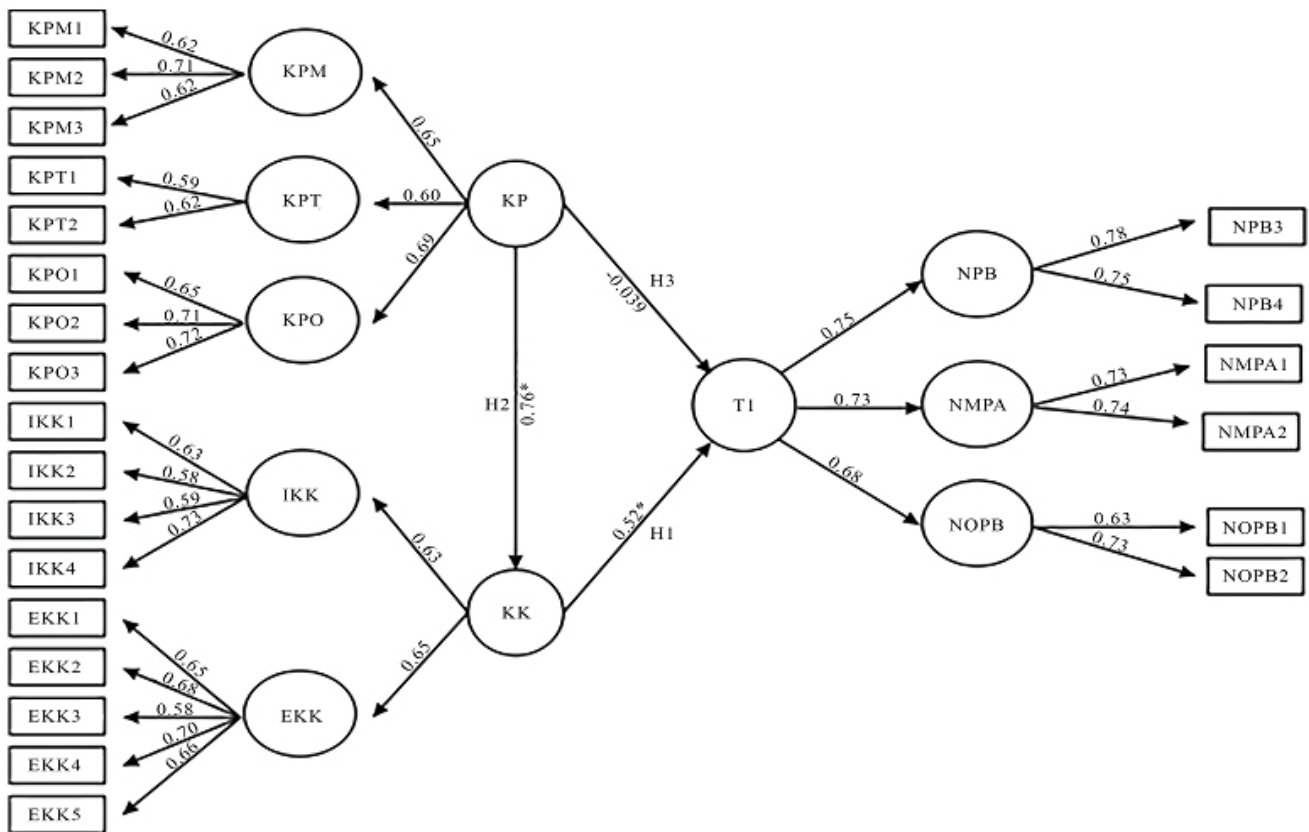 KPM1
KPM2
KPM3
KPT1
KPT2
KPO1
KPO2
KPO3
IKK1
IKK2
IKK3
IKK4
EKK1
EKK2
EKK3
EKK4
EKK5
0.62
0.71
0.62
0.59
0.62
0.65
0.71
0.72
0.63
0.58
0.59
0.73
0.65
0.68
0.58
0.70
0.66
KPM
KPT
KPO
IKK
EKK
0.65
0.60
0.69
0.63
0.65
KP
H2
0.76*
KK
H3
-0.039
0.52*
H1
T1
0.75
0.73
0.68
NPB
NMPA
NOPB
0.78
0.75
0.73
0.74
0.63
0.73
NPB3
NPB4
NMPA1
NMPA2
NOPB1
NOPB2